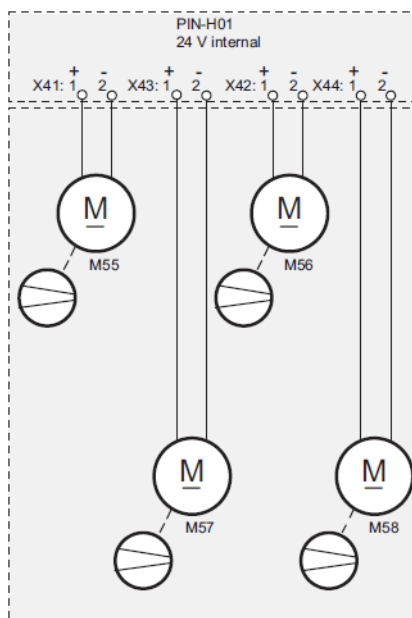 PIN-H01
24 V internal
+ - + - + - + -
X41: 1 2 X43: 1 2 X42: 1 2 X44: 1 2
M
M55
M
M56
M
M57
M
M58